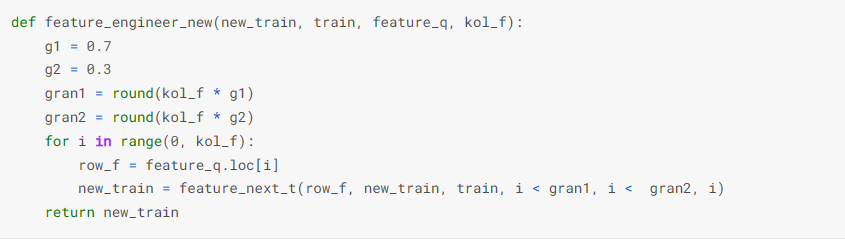 def feature_engineer_new(new_train, train, feature_q, kol_f):
    g1 = 0.7
    g2 = 0.3
    gran1 = round(kol_f * g1)
    gran2 = round(kol_f * g2)
    for i in range(0, kol_f):
        row_f = feature_q.loc[i]
        new_train = feature_next_t(row_f, new_train, train, i < gran1, i <  gran2, i)
    return new_train